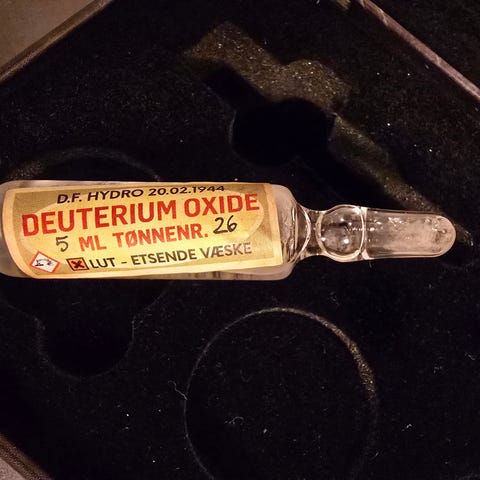 D.F. HYDRO 20.02.1944
DEUTERIUM OXIDE
5 ML TØNNENR. 26
LUT - ETSENDE VÆSKE